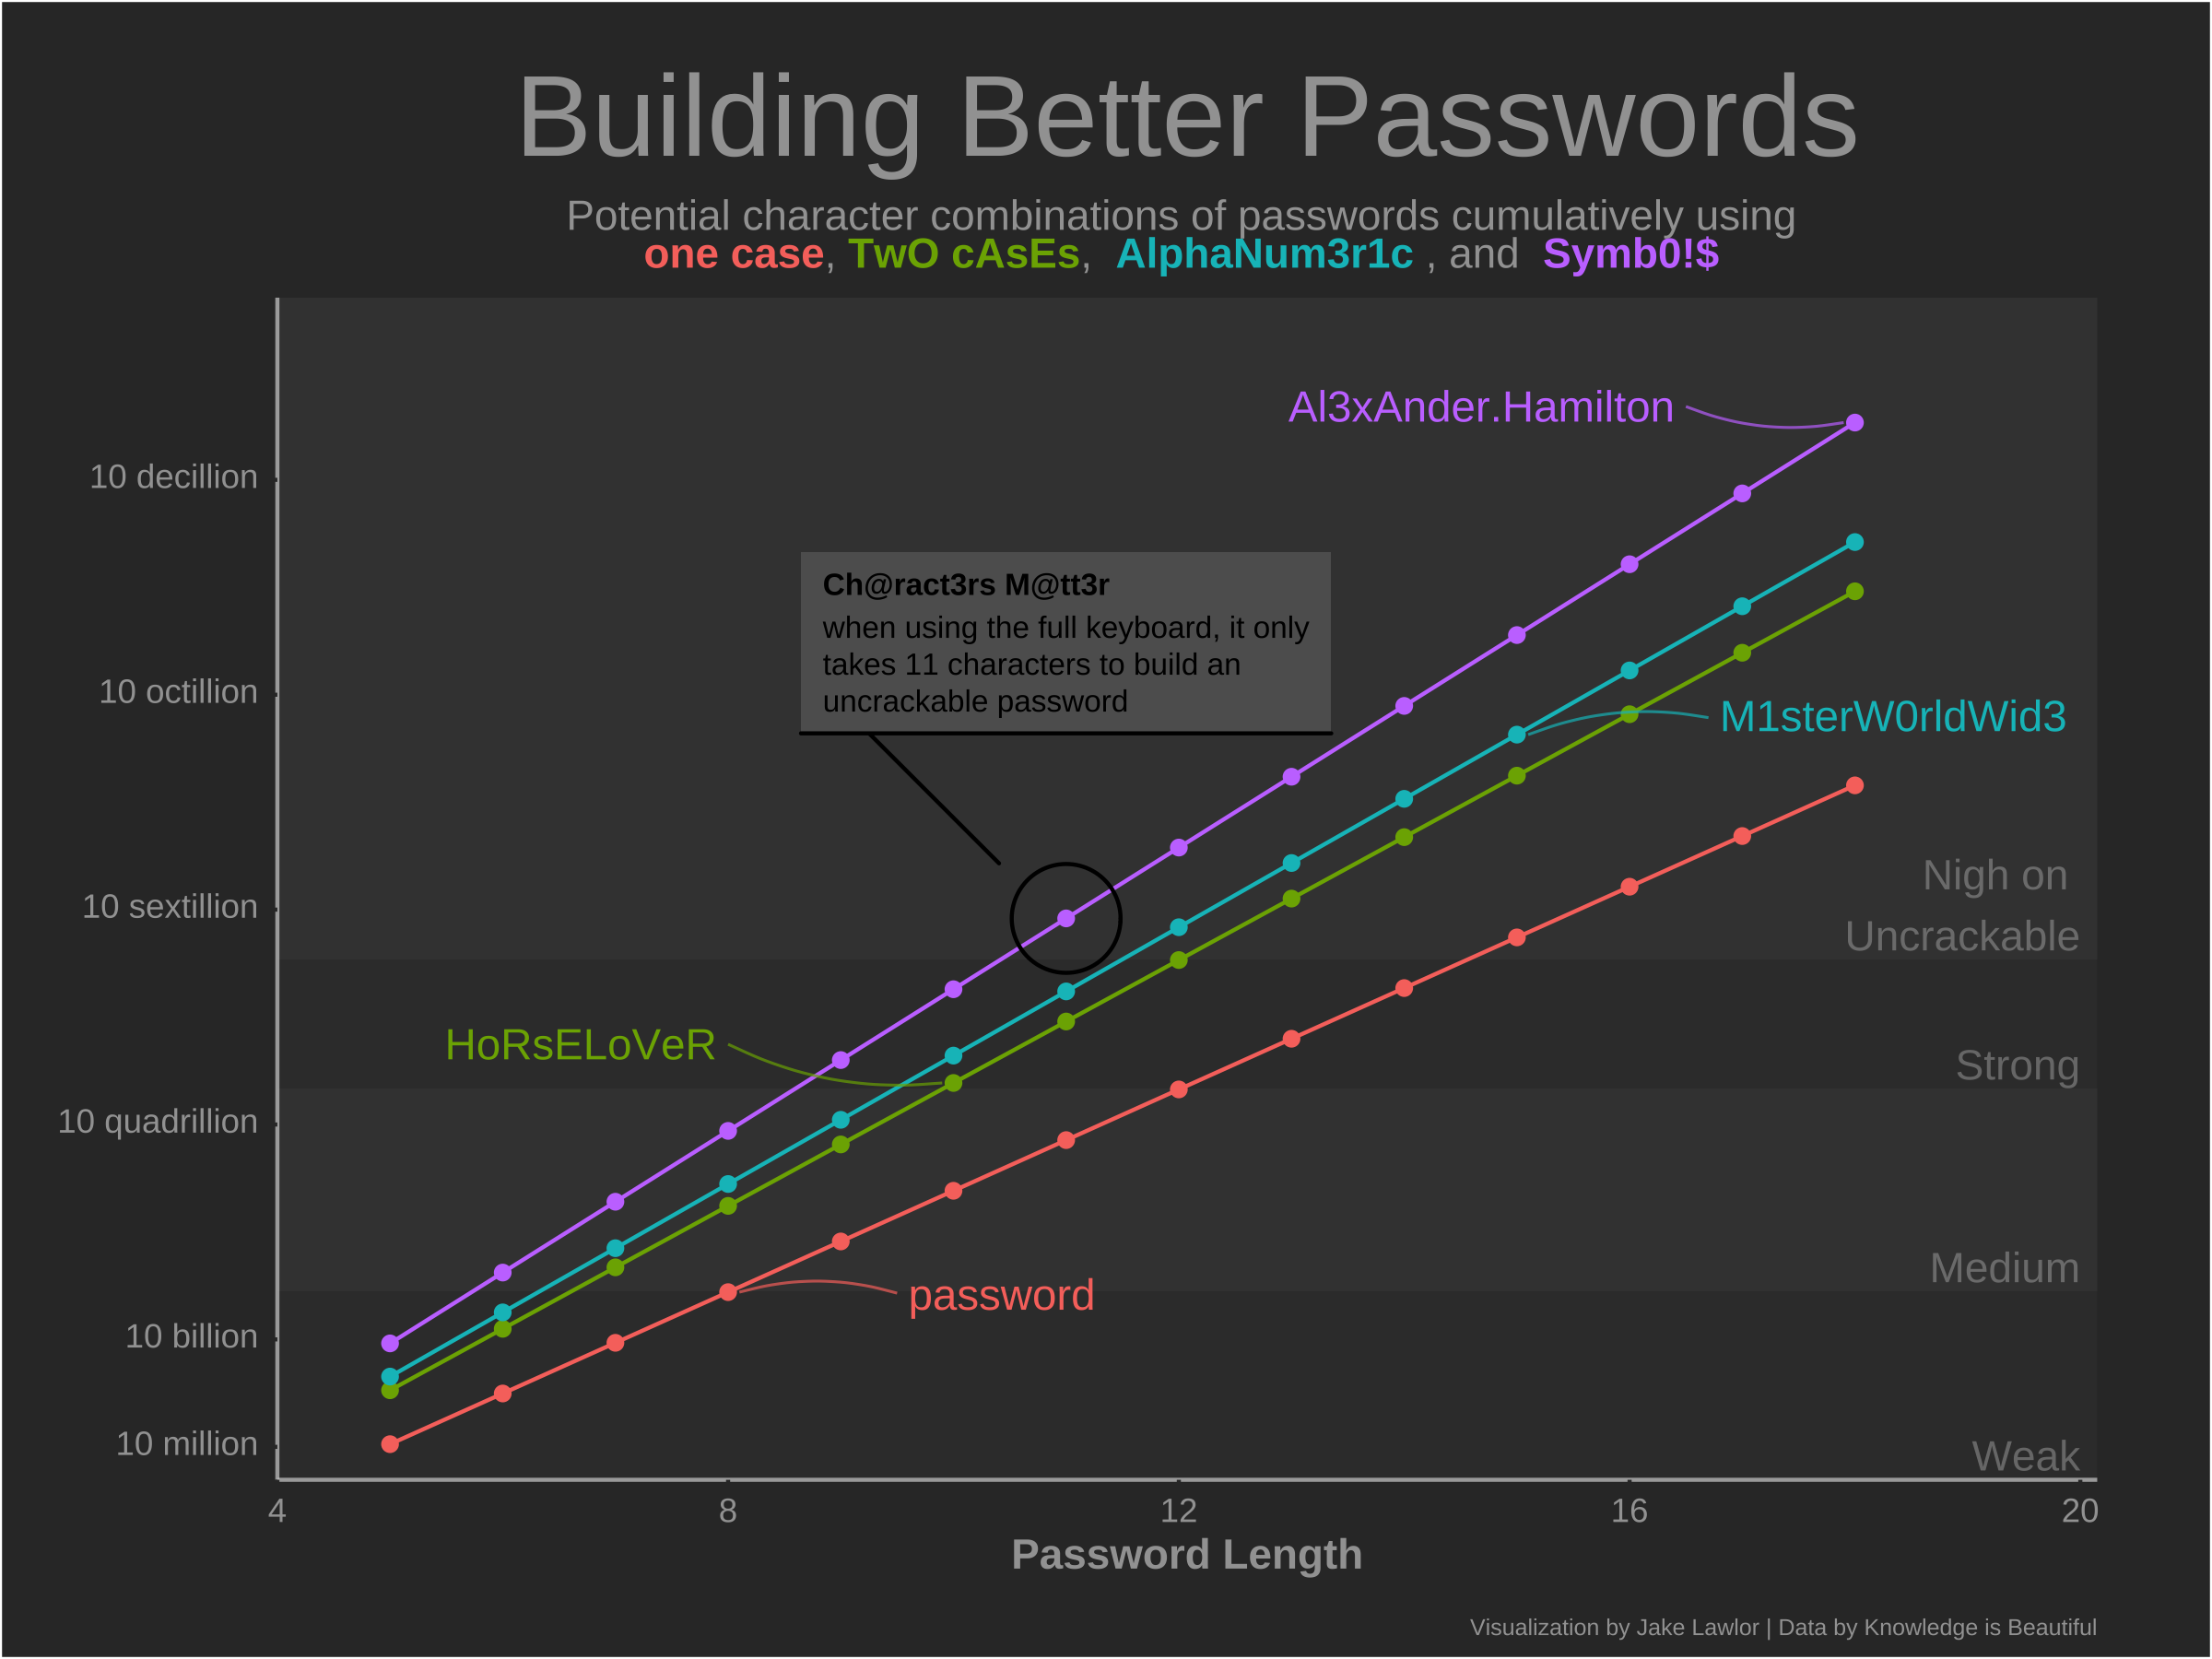 Building Better Passwords
Potential character combinations of passwords cumulatively using
one case, TwO cAsEs, AlphaNum3r1c , and Symb0!$
Al3xAnder.Hamilton
10 decillion
Ch@ract3rs M@tt3r
when using the full keyboard, it only
takes 11 characters to build an
uncrackable password
10 octillion
M1sterW0rldWid3
Nigh on
Uncrackable
10 sextillion
HoRsELoVeR
Strong
10 quadrillion
Medium
password
10 billion
10 million
Weak
4 8 12 16 20
Password Length
Visualization by Jake Lawlor | Data by Knowledge is Beautiful